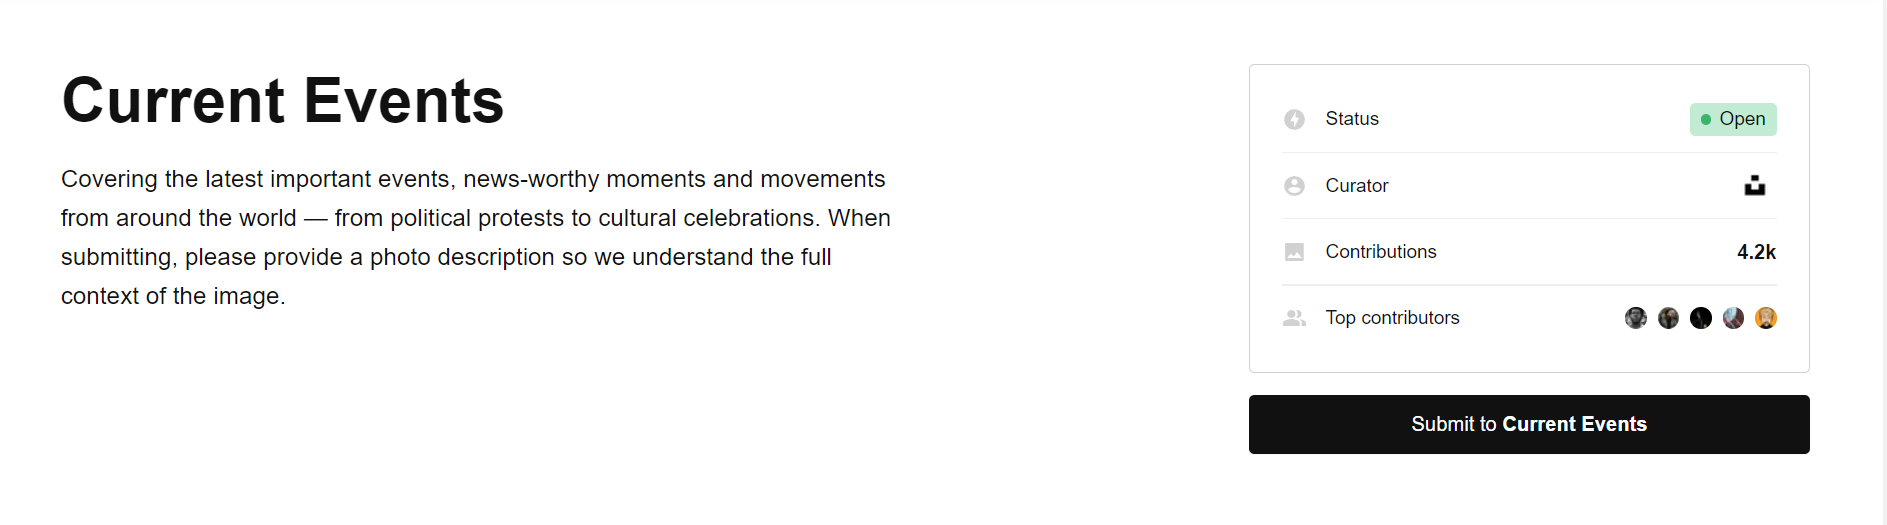 Current Events
Covering the latest important events, news-worthy moments and movements
from around the world — from political protests to cultural celebrations. When
submitting, please provide a photo description so we understand the full
context of the image.
Status Open
Curator
Contributions 4.2k
Top contributors
Submit to Current Events